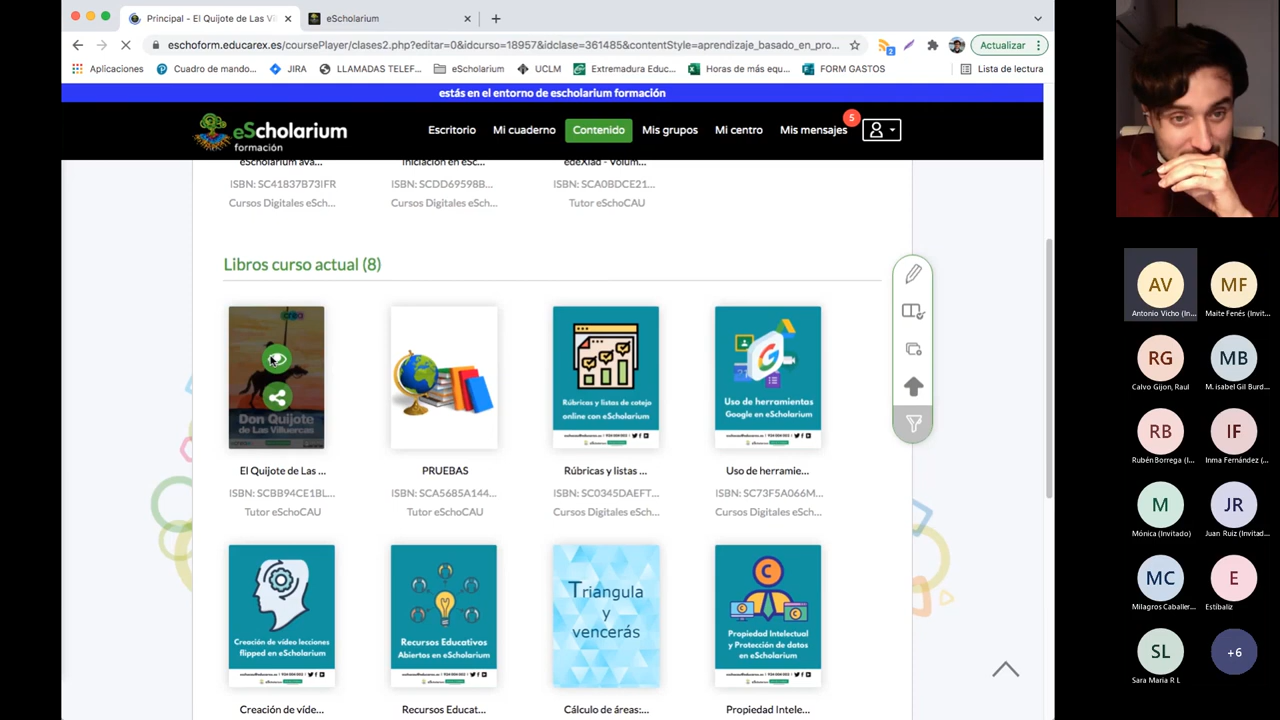 Principal - El Quijote de Las Vi
eScholarium
eschoform.educarex.es/coursePlayer/clases2.php?editar=0&idcurso=18957&idclase=361485&contentStyle=aprendizaje_basado_en_pro...
Actualizar
Aplicaciones
Cuadro de mando...
JIRA
LLAMADAS TELEF...
eScholarium
UCLM
Extremadura Educ...
Horas de más equ...
FORM GASTOS
Lista de lectura
estás en el entorno de escholarium formación
eScholarium
formación
Escritorio
Mi cuaderno
Contenido
Mis grupos
Mi centro
Mis mensajes
5
eScholarium ava...
Iniciación en eSc...
edeXlad - Volum...
ISBN: SC41837B73IFR
ISBN: SCDD69598B...
ISBN: SCA0BDCE21...
Cursos Digitales eSch...
Cursos Digitales eSch...
Tutor eSchoCAU
Libros curso actual (8)
Don Quijote
de Las Villuercas
Rúbricas y listas de cotejo
online con eScholarium
Uso de herramientas
Google en eScholarium
El Quijote de Las ...
PRUEBAS
Rúbricas y listas ...
Uso de herramie...
ISBN: SCBB94CE1BL...
ISBN: SCA5685A144...
ISBN: SC0345DAEFT...
ISBN: SC73F5A066M...
Tutor eSchoCAU
Tutor eSchoCAU
Cursos Digitales eSch...
Cursos Digitales eSch...
Creación de vídeo lecciones
flipped en eScholarium
Recursos Educativos
Abiertos en eScholarium
Triangula
y
vencerás
Propiedad Intelectual
y Protección de datos
en eScholarium
Creación de víde...
Recursos Educat...
Cálculo de áreas:...
Propiedad Intele...
AV
Antonio Vicho (In...
MF
Maite Fenés (Invit...
RG
Calvo Gijon, Raul
MB
M. isabel Gil Burd...
RB
Rubén Borrega (I...
IF
Inma Fernández (...
M
Mónica (Invitado)
JR
Juan Ruiz (Invitad...
MC
Milagros Caballer...
E
Estíbaliz
SL
Sara Maria R L
+6